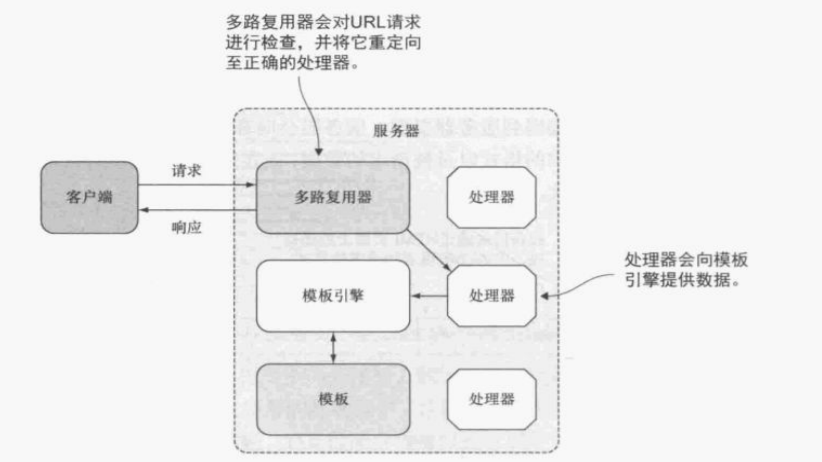 多路复用器会对URL请求
进行检查，并将它重定向
至正确的处理器。
服务器
请求
客户端
多路复用器
处理器
响应
处理器会向模板
引擎提供数据。
模板引擎
处理器
模板
处理器